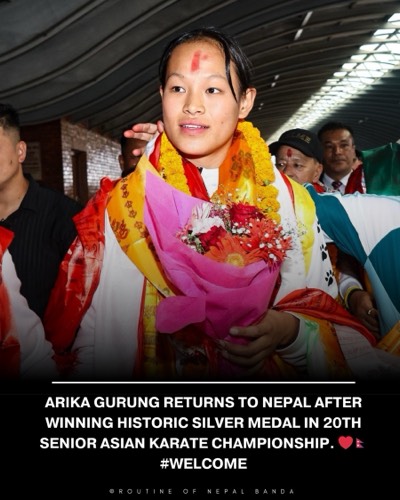 ARIKA GURUNG RETURNS TO NEPAL AFTER
WINNING HISTORIC SILVER MEDAL IN 20TH
SENIOR ASIAN KARATE CHAMPIONSHIP. ❤️🇳🇵
#WELCOME
@ROUTINE OF NEPAL BANDA